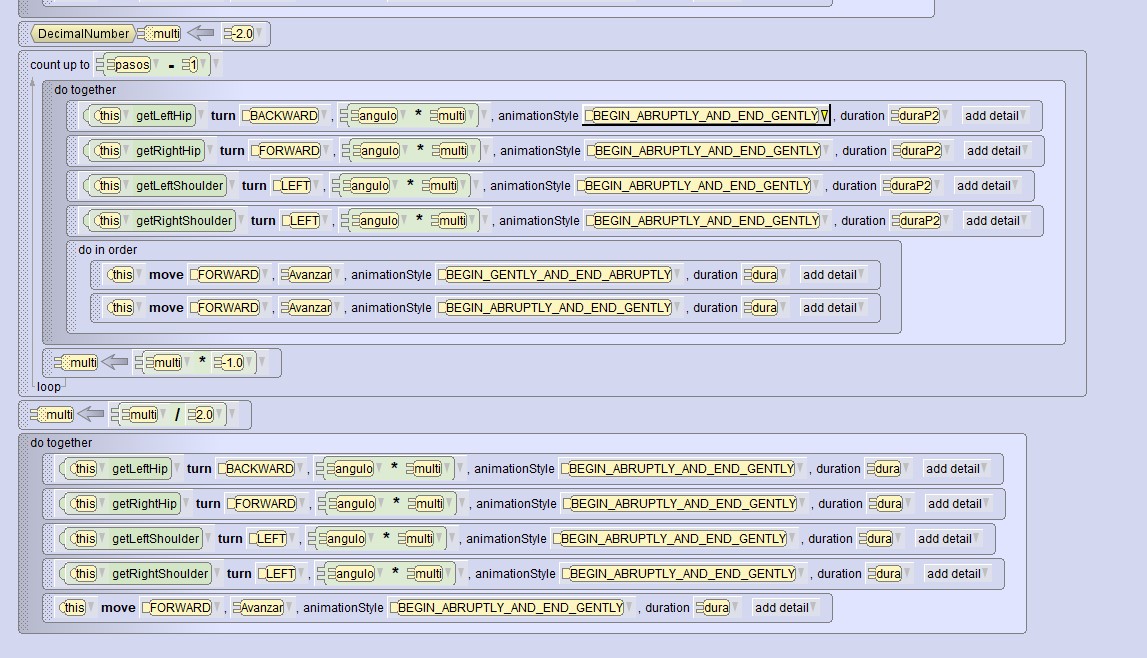 DecimalNumber multi -2.0
count up to pasos - 1
do together
this getLeftHip turn BACKWARD , angulo * multi , animationStyle BEGIN_ABRUPTLY_AND_END_GENTLY , duration duraP2 add detail
this getRightHip turn FORWARD , angulo * multi , animationStyle BEGIN_ABRUPTLY_AND_END_GENTLY , duration duraP2 add detail
this getLeftShoulder turn LEFT , angulo * multi , animationStyle BEGIN_ABRUPTLY_AND_END_GENTLY , duration duraP2 add detail
this getRightShoulder turn LEFT , angulo * multi , animationStyle BEGIN_ABRUPTLY_AND_END_GENTLY , duration duraP2 add detail
do in order
this move FORWARD , Avanzar , animationStyle BEGIN_GENTLY_AND_END_ABRUPTLY , duration dura add detail
this move FORWARD , Avanzar , animationStyle BEGIN_ABRUPTLY_AND_END_GENTLY , duration dura add detail
multi multi * -1.0
loop
multi multi / 2.0
do together
this getLeftHip turn BACKWARD , angulo * multi , animationStyle BEGIN_ABRUPTLY_AND_END_GENTLY , duration dura add detail
this getRightHip turn FORWARD , angulo * multi , animationStyle BEGIN_ABRUPTLY_AND_END_GENTLY , duration dura add detail
this getLeftShoulder turn LEFT , angulo * multi , animationStyle BEGIN_ABRUPTLY_AND_END_GENTLY , duration dura add detail
this getRightShoulder turn LEFT , angulo * multi , animationStyle BEGIN_ABRUPTLY_AND_END_GENTLY , duration dura add detail
this move FORWARD , Avanzar , animationStyle BEGIN_ABRUPTLY_AND_END_GENTLY , duration dura add detail